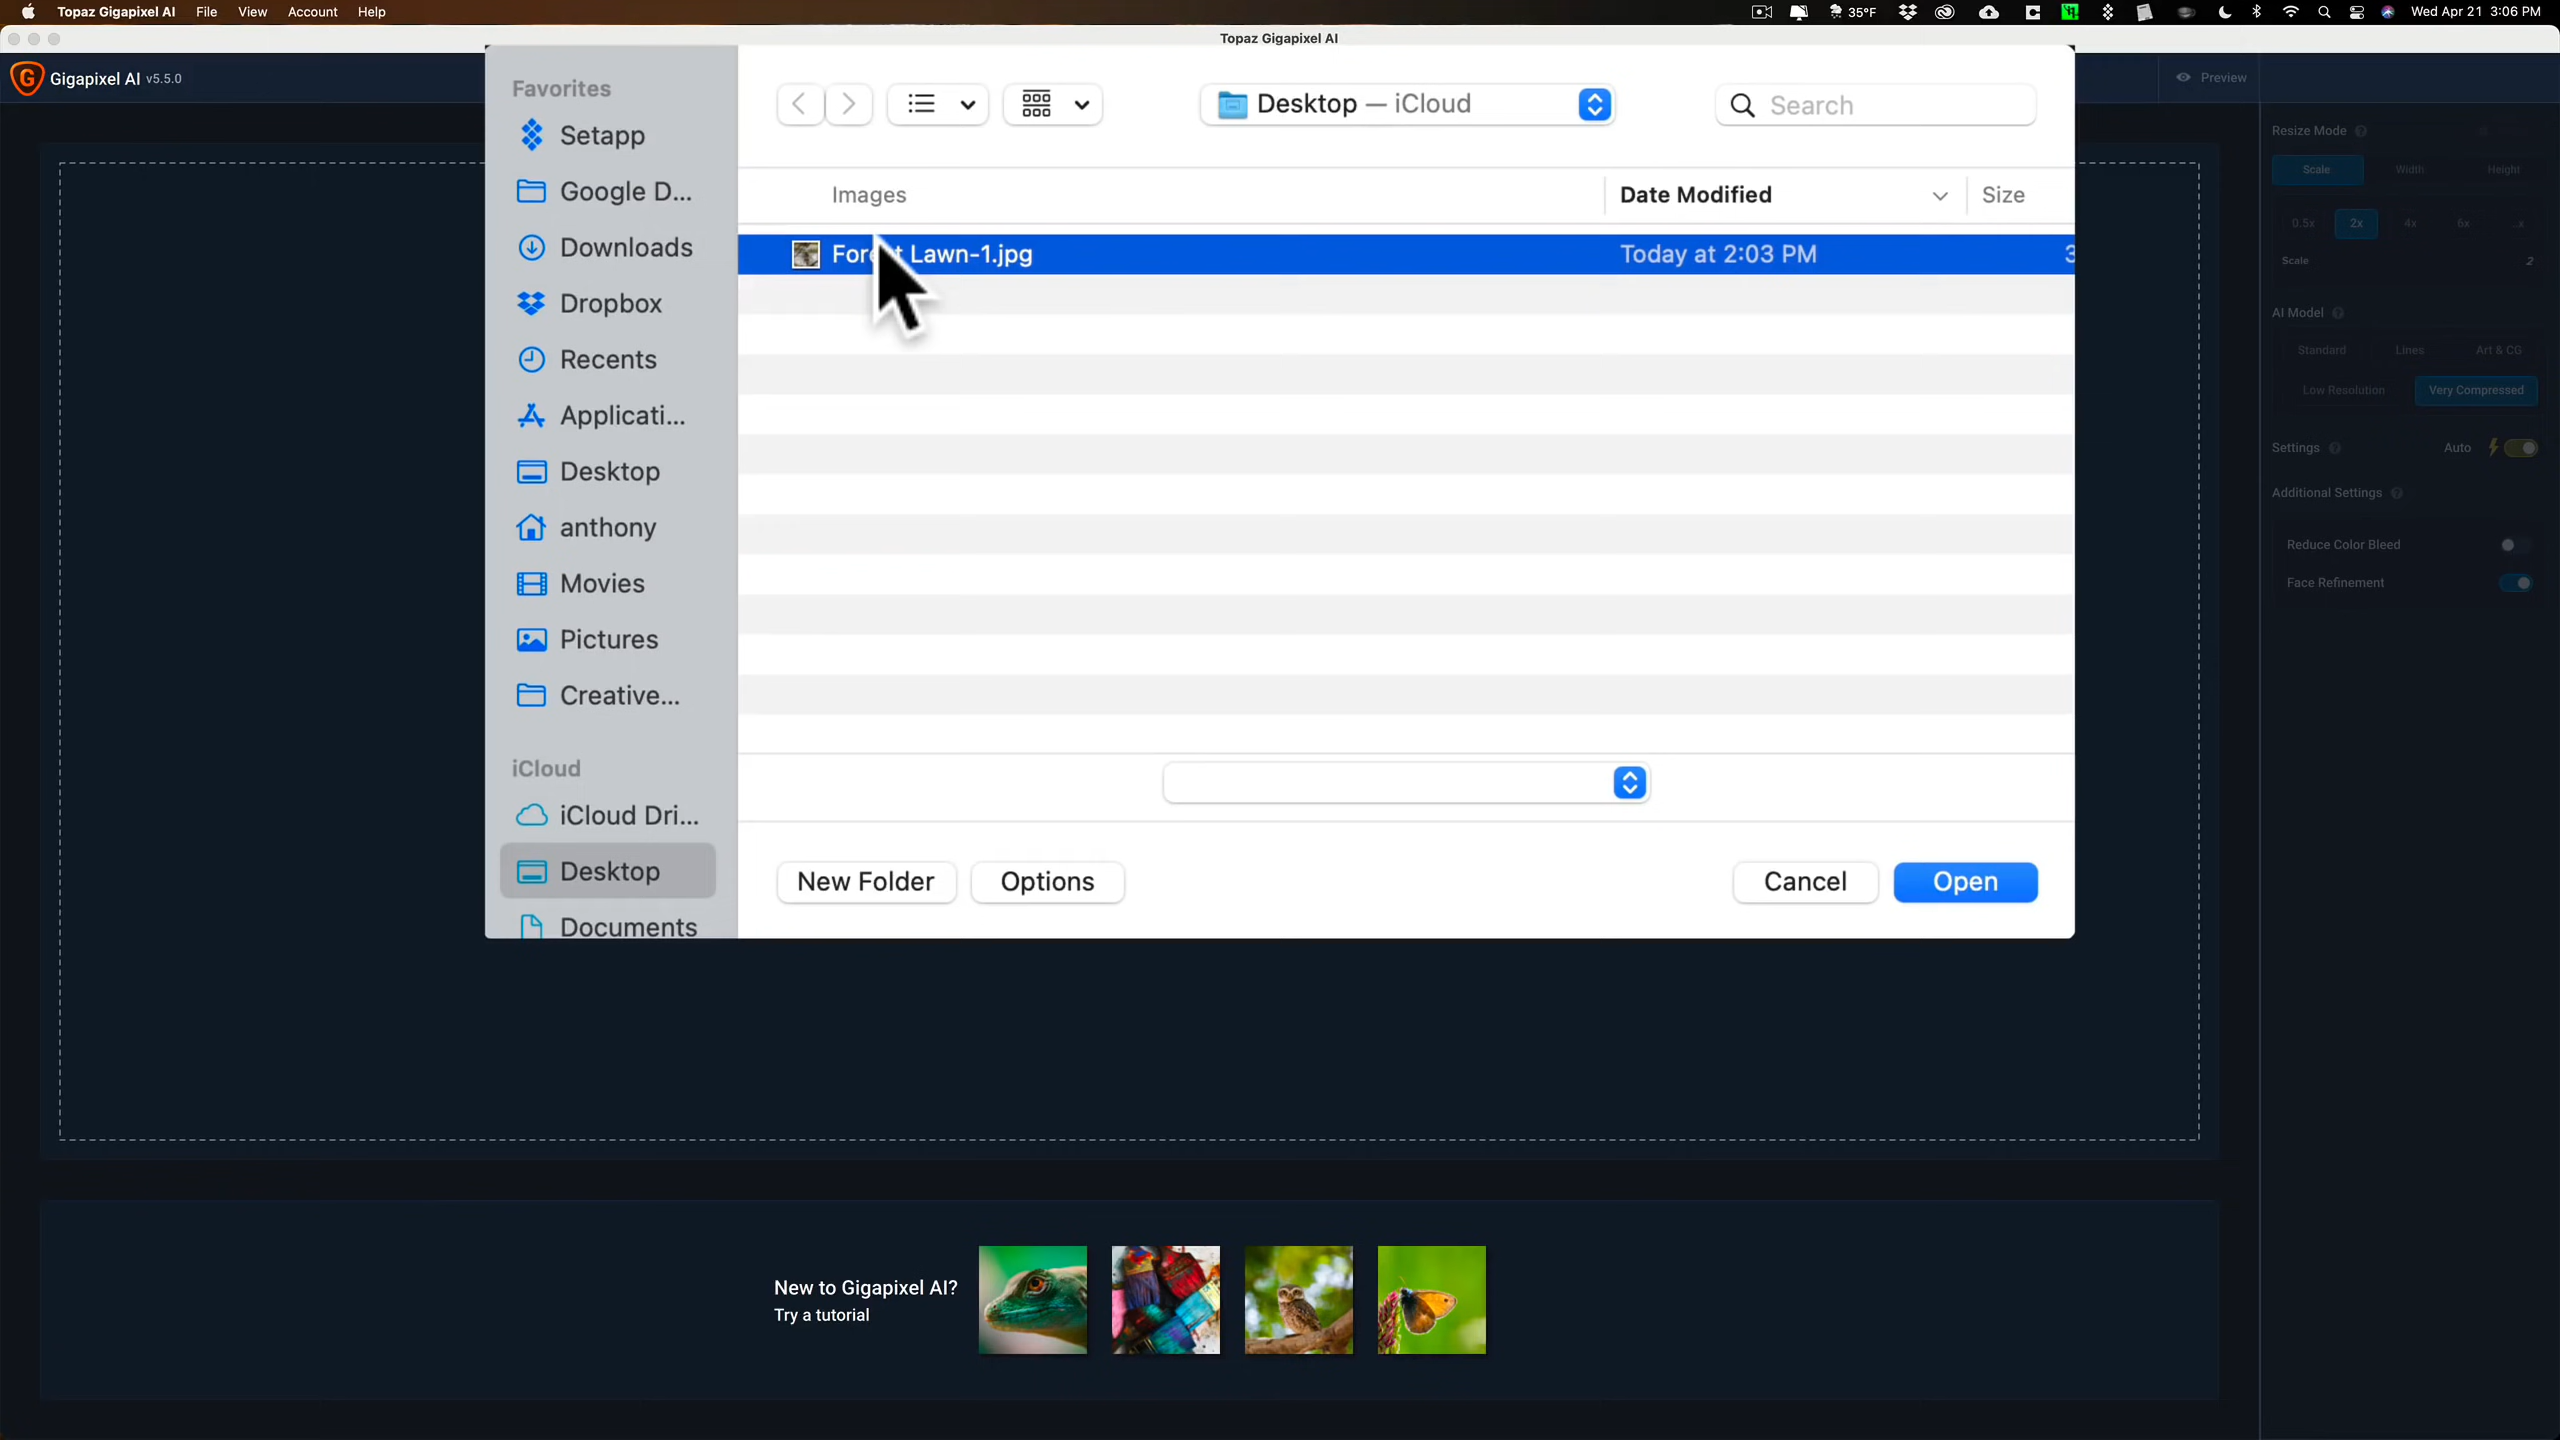 Topaz Gigapixel AI File View Account Help
35°F Wed Apr 21 3:06 PM
Topaz Gigapixel AI
Gigapixel AI v5.5.0
Preview
Favorites
Setapp
Google D...
Downloads
Dropbox
Recents
Applicati...
Desktop
anthony
Movies
Pictures
Creative...
iCloud
iCloud Dri...
Desktop
Documents
Desktop — iCloud
Search
Images Date Modified Size
Lawn-1.jpg Today at 2:03 PM 3
New Folder Options Cancel Open
Resize Mode
Scale Width Height
0.5x 2x 4x 6x
Scale 2
AI Model
Standard Lines Art & CG
Low Resolution Very Compressed
Settings Auto
Additional Settings
Reduce Color Bleed
Face Refinement
New to Gigapixel AI?
Try a tutorial